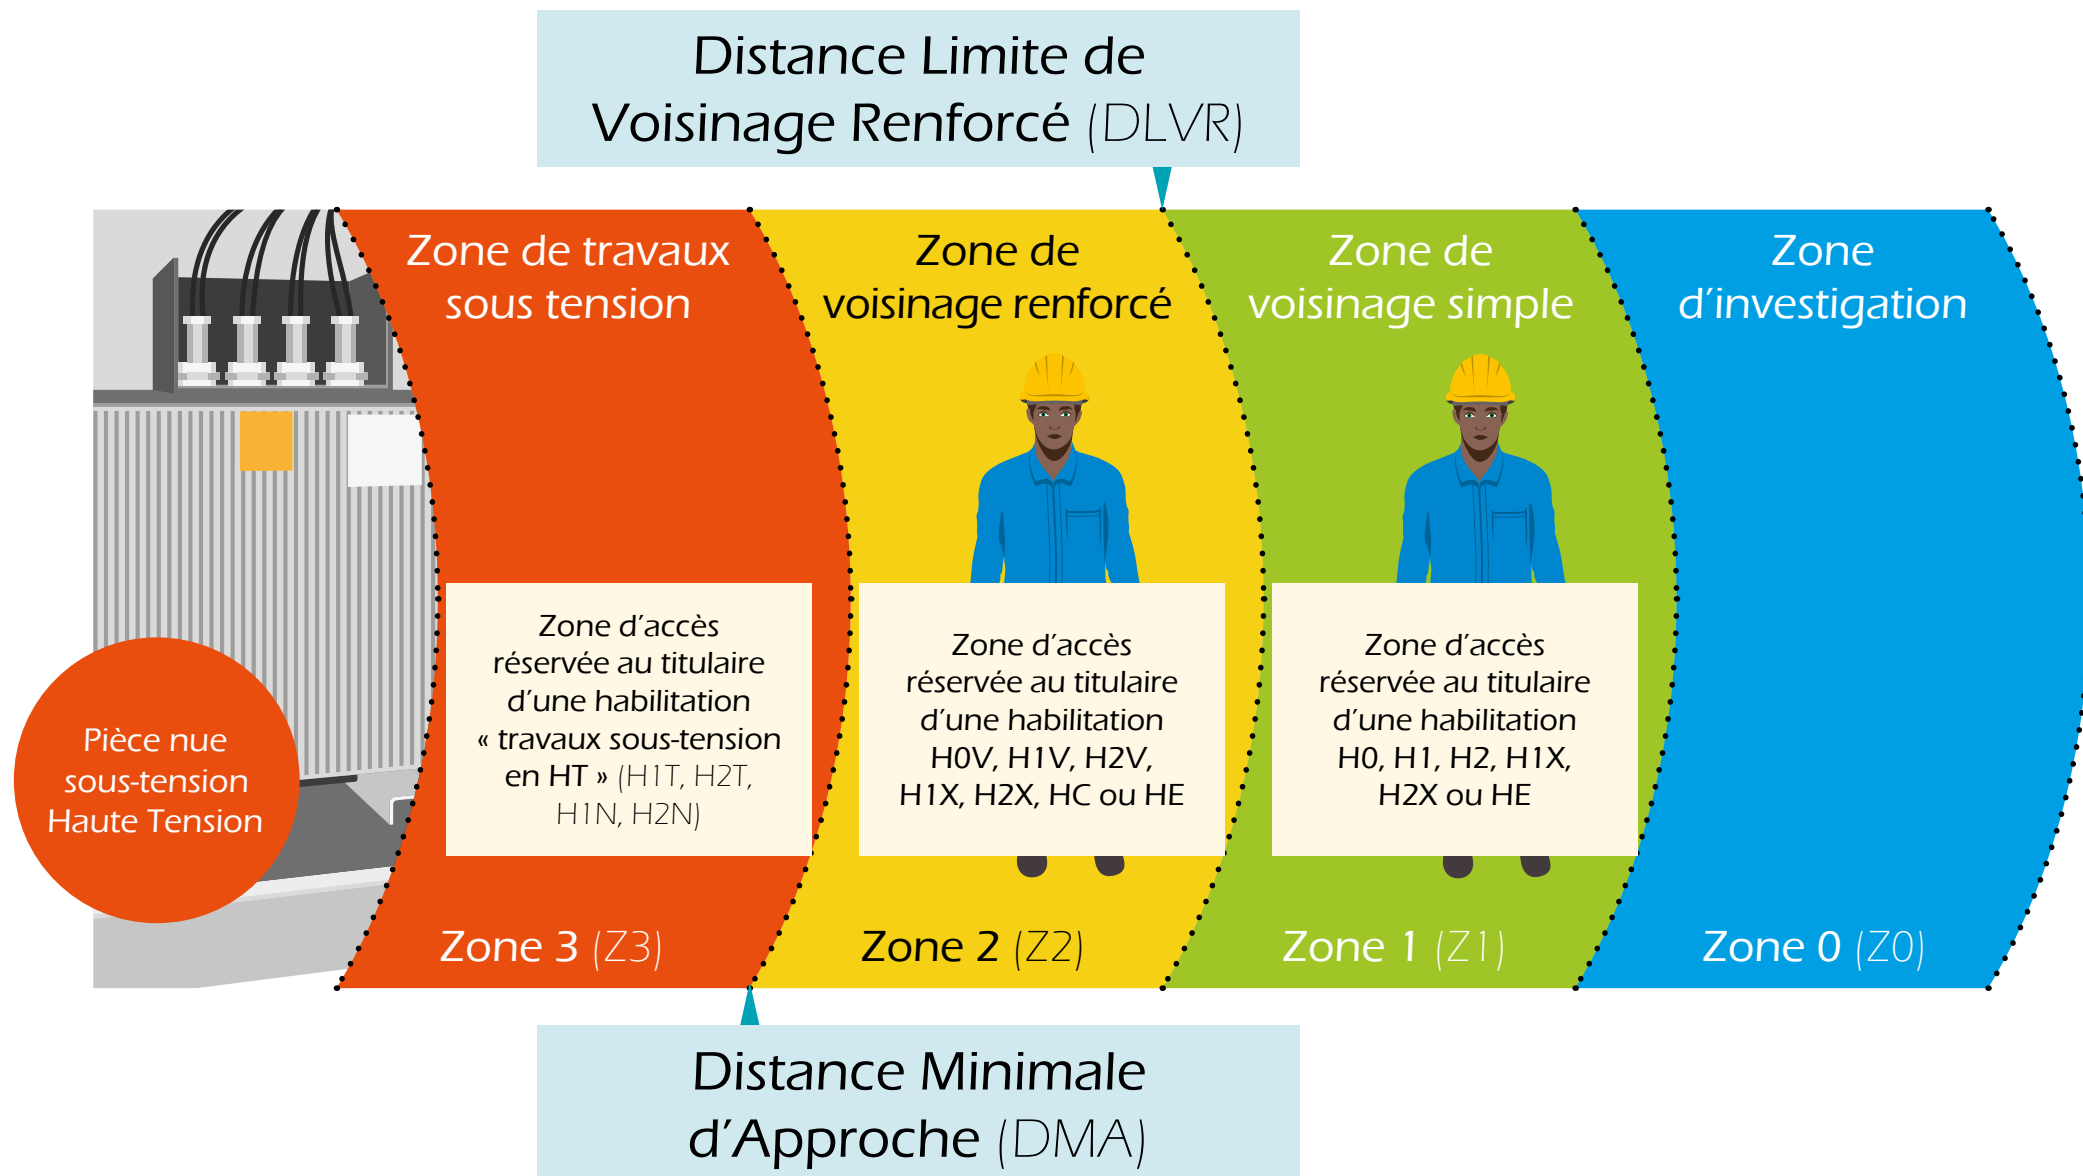 Distance Limite de
Voisinage Renforcé (DLVR)
Zone de travaux
sous tension
Zone de
voisinage renforcé
Zone de
voisinage simple
Zone
d’investigation
Pièce nue
sous-tension
Haute Tension
Zone d’accès
réservée au titulaire
d’une habilitation
« travaux sous-tension
en HT » (H1T, H2T,
H1N, H2N)
Zone d’accès
réservée au titulaire
d’une habilitation
H0V, H1V, H2V,
H1X, H2X, HC ou HE
Zone d’accès
réservée au titulaire
d’une habilitation
H0, H1, H2, H1X,
H2X ou HE
Zone 3 (Z3)
Zone 2 (Z2)
Zone 1 (Z1)
Zone 0 (Z0)
Distance Minimale
d’Approche (DMA)